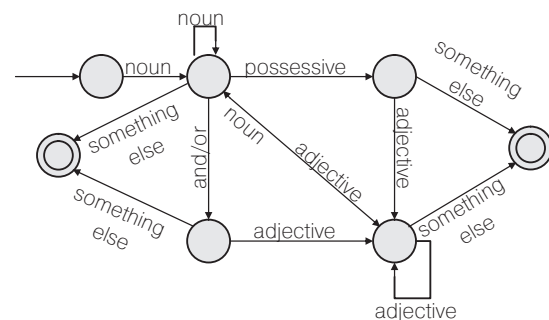 noun
noun
possessive
something
else
something
else
and/or
noun
adjective
adjective
something
else
adjective
something
else
adjective